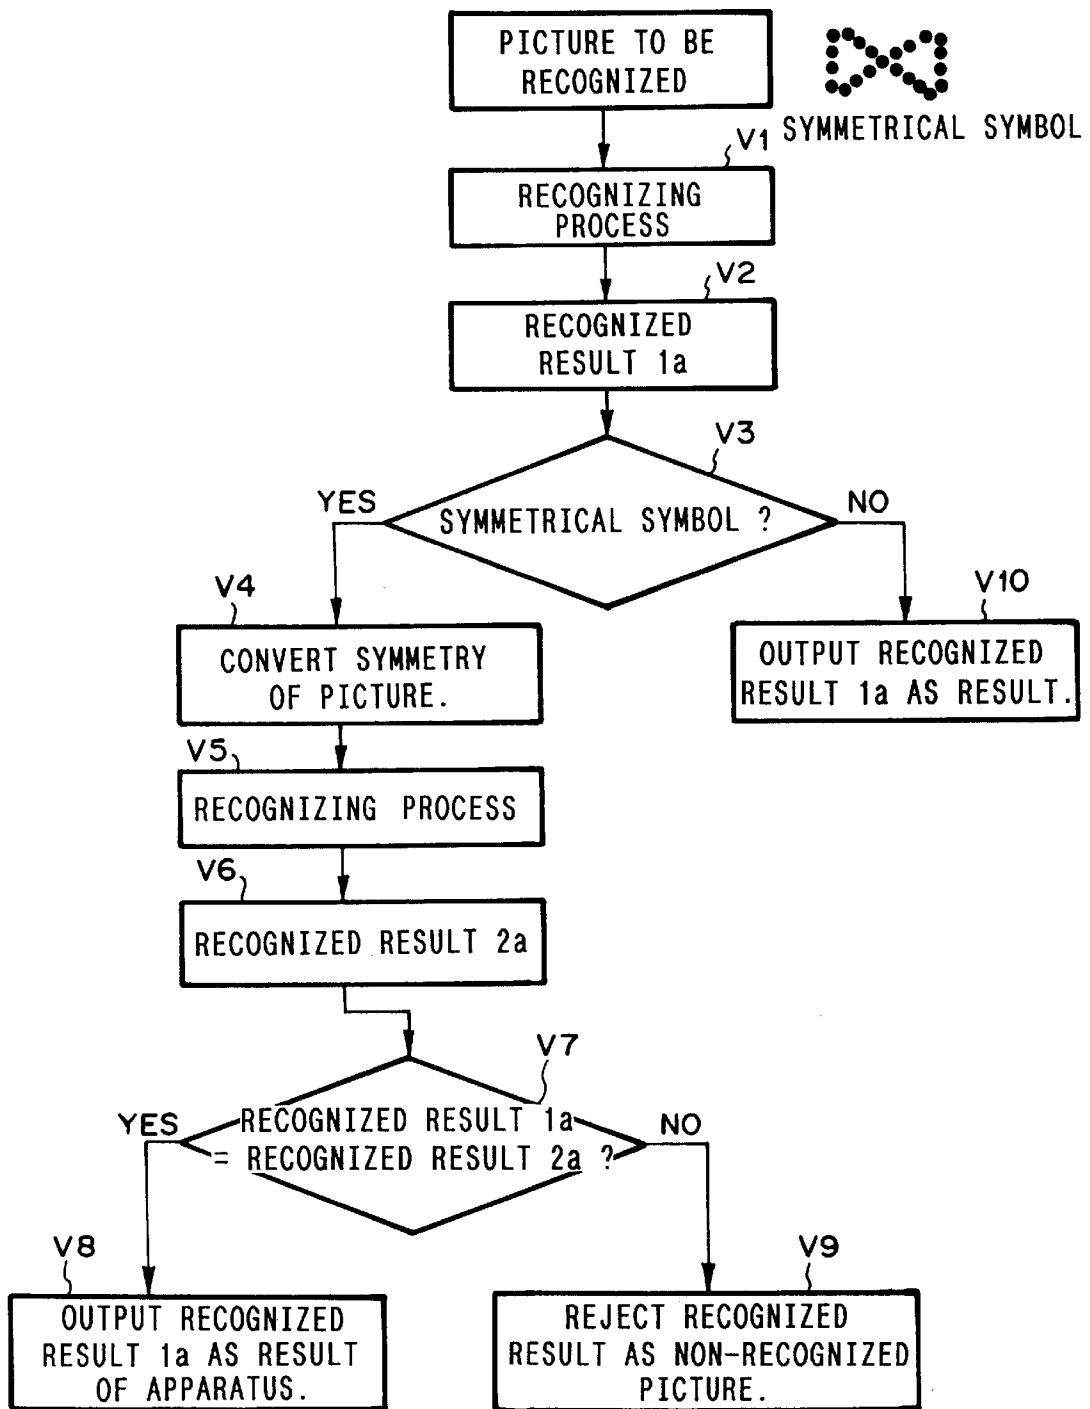 PICTURE TO BE
RECOGNIZED
SYMMETRICAL SYMBOL
V1
RECOGNIZING
PROCESS
V2
RECOGNIZED
RESULT 1a
V3
YES
SYMMETRICAL SYMBOL ?
NO
V4
CONVERT SYMMETRY
OF PICTURE.
V10
OUTPUT RECOGNIZED
RESULT 1a AS RESULT.
V5
RECOGNIZING PROCESS
V6
RECOGNIZED RESULT 2a
V7
YES
RECOGNIZED RESULT 1a
= RECOGNIZED RESULT 2a ?
NO
V8
OUTPUT RECOGNIZED
RESULT 1a AS RESULT
OF APPARATUS.
V9
REJECT RECOGNIZED
RESULT AS NON-RECOGNIZED
PICTURE.